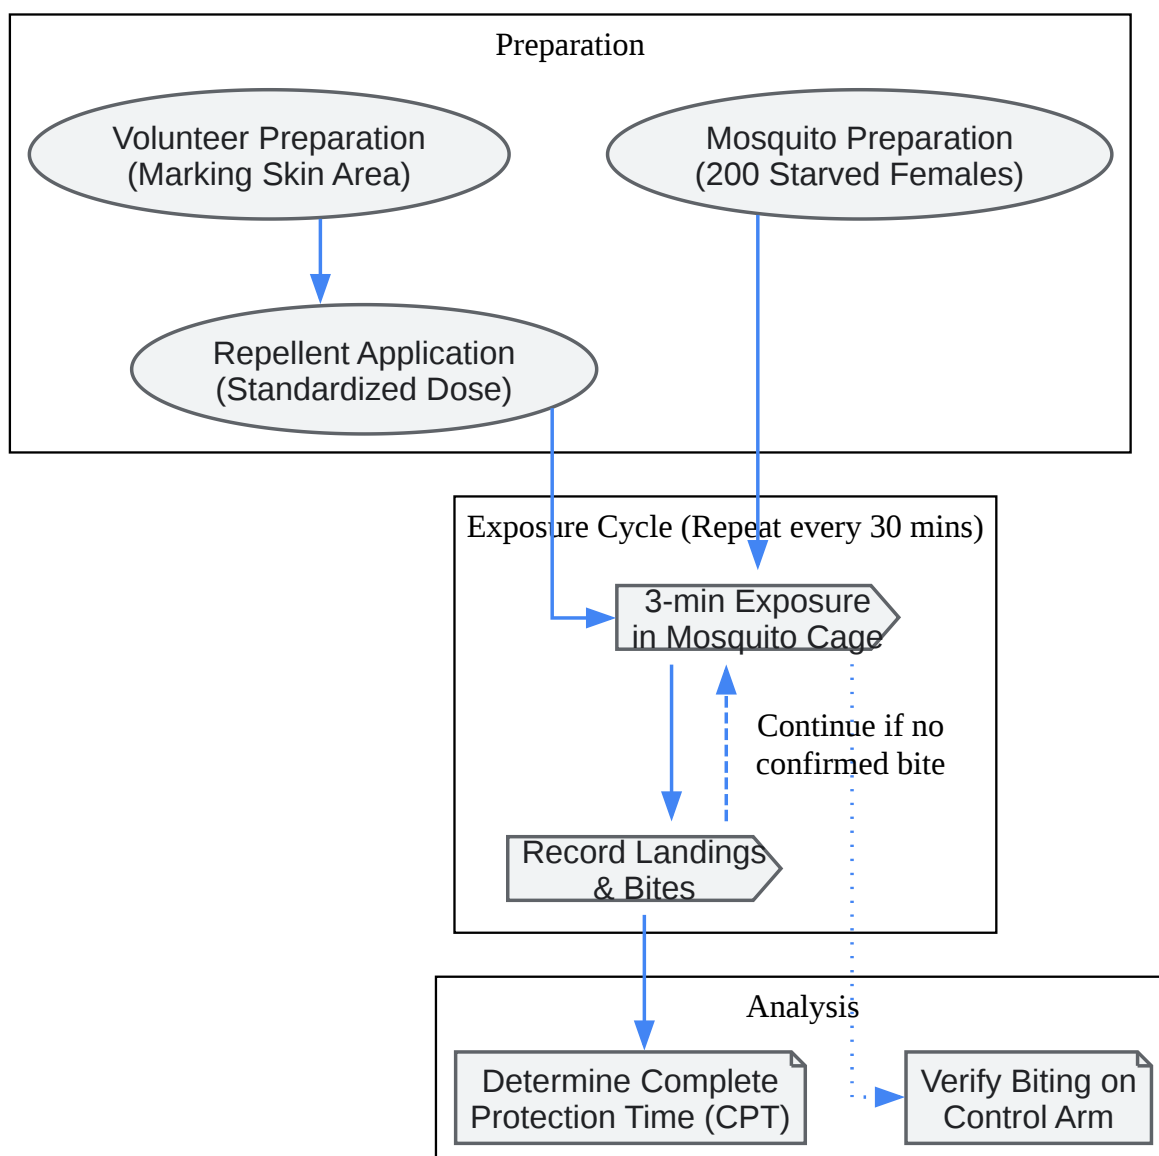 Preparation
Volunteer Preparation
(Marking Skin Area)
Mosquito Preparation
(200 Starved Females)
Repellent Application
(Standardized Dose)
Exposure Cycle (Repeat every 30 mins)
3-min Exposure
in Mosquito Cage
Continue if no
confirmed bite
Record Landings
& Bites
Analysis
Determine Complete
Protection Time (CPT)
Verify Biting on
Control Arm